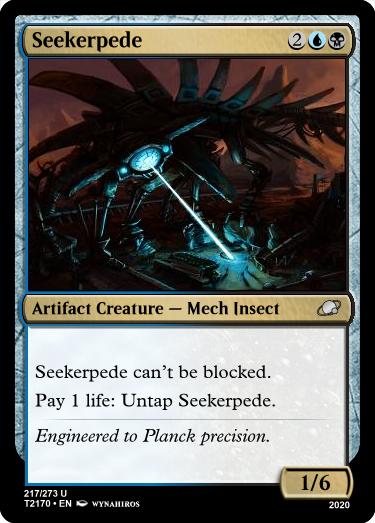 Seekerpede 2
Artifact Creature — Mech Insect
Seekerpede can't be blocked.
Pay 1 life: Untap Seekerpede.
Engineered to Planck precision.
1/6
217/273 U
T2170 • EN WYNAHIROS
2020